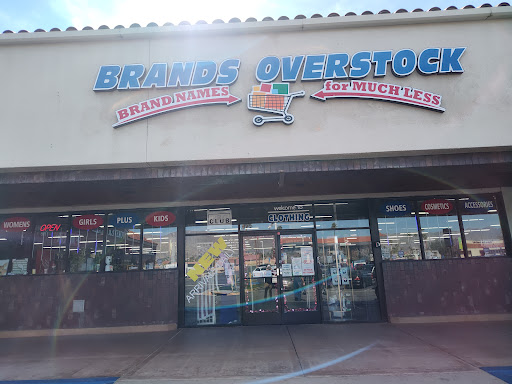 BRANDS OVERSTOCK
BRAND NAMES
for MUCH LESS
welcome to
CLUB
CLOTHING
WOMENS
OPEN
GIRLS
PLUS
KIDS
SHOES
COSMETICS
ACCESSORIES
NEW
ARRIVALS